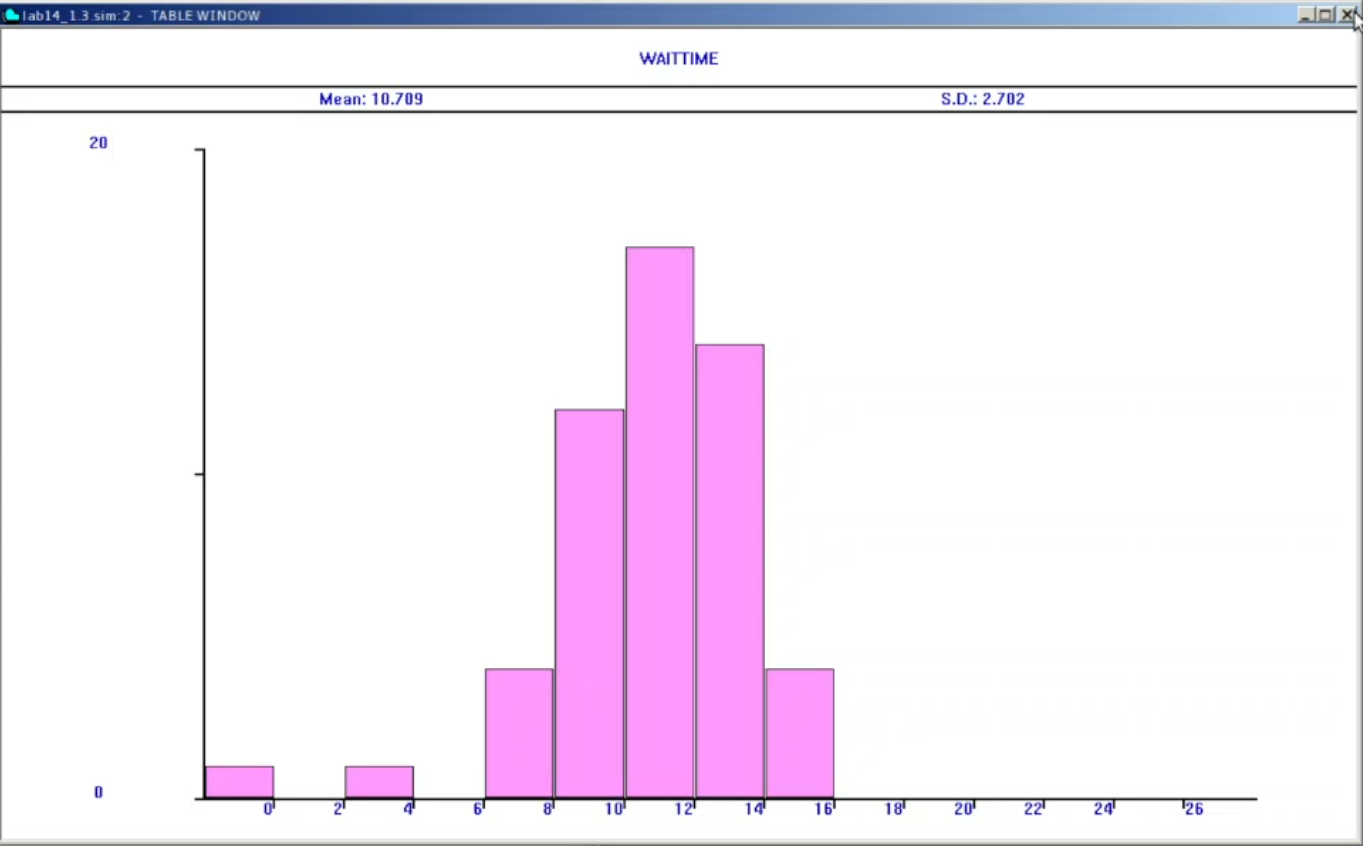 lab14_1.3.sim:2 - TABLE WINDOW
WAITTIME
Mean: 10.709 S.D.: 2.702
20
0
0 2 4 6 8 10 12 14 16 18 20 22 24 26